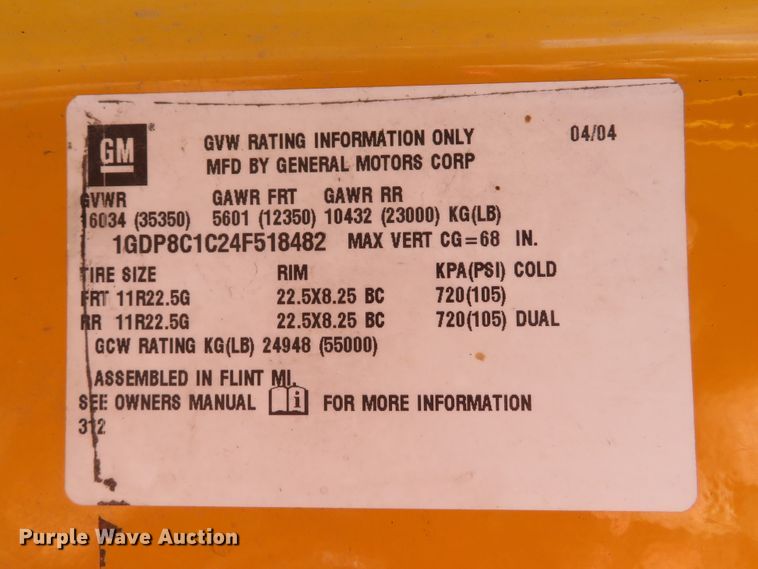 GM® GVW RATING INFORMATION ONLY 04/04
MFD BY GENERAL MOTORS CORP
GVWR GAWR FRT GAWR RR
16034 (35350) 5601 (12350) 10432 (23000) KG(LB)
1GDP8C1C24F518482 MAX VERT CG=68 IN.
TIRE SIZE RIM KPA(PSI) COLD
FRT 11R22.5G 22.5X8.25 BC 720(105)
RR 11R22.5G 22.5X8.25 BC 720(105) DUAL
GCW RATING KG(LB) 24948 (55000)
ASSEMBLED IN FLINT MI.
SEE OWNERS MANUAL i FOR MORE INFORMATION
312
Purple Wave Auction